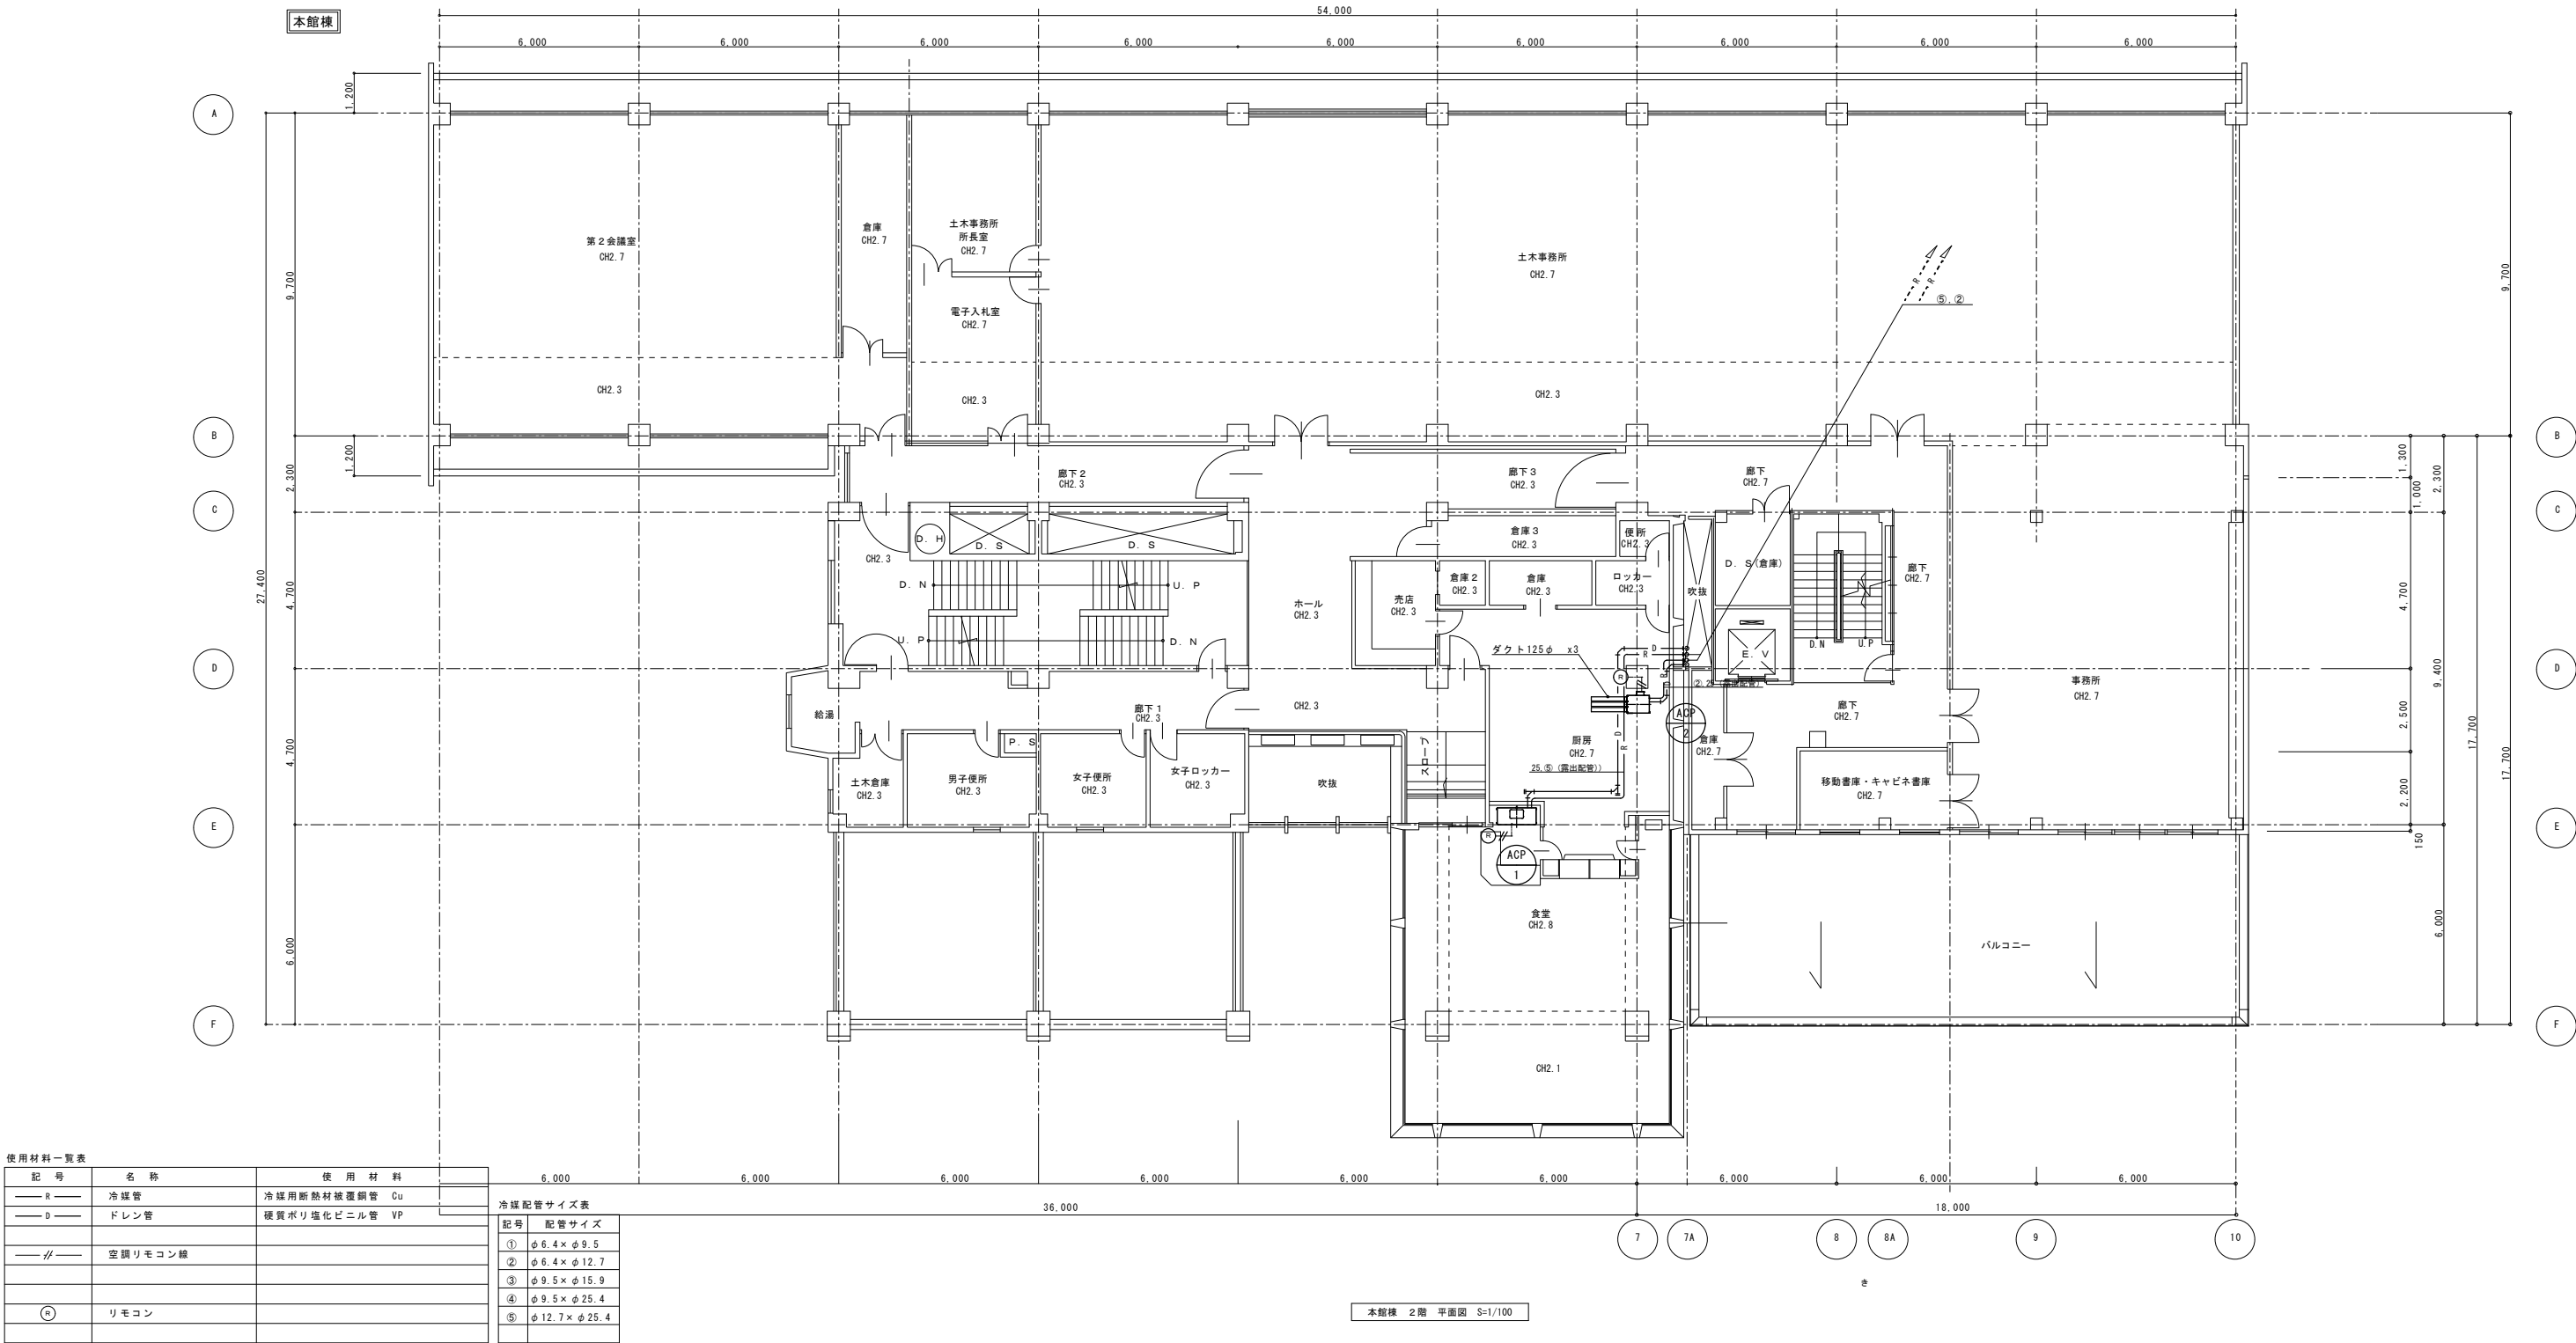 本館棟
54,000
6,000
6,000
6,000
6,000
6,000
6,000
6,000
6,000
6,000
1,200
A
9,700
9,700
第２会議室
CH2.7
倉庫
CH2.7
土木事務所
所長室
CH2.7
土木事務所
CH2.7
R
R
⑤,②
電子入札室
CH2.7
CH2.3
CH2.3
CH2.3
B
B
1,200
2,300
1,300
2,300
1,000
廊下２
CH2.3
廊下３
CH2.3
廊下
CH2.7
C
C
27,400
4,700
D. H
D. S
D. S
CH2.3
倉庫３
CH2.3
便所
CH2.3
D. S(倉庫)
廊下
CH2.7
D. N
U. P
倉庫２
CH2.3
倉庫
CH2.3
ロッカー
CH2.3
吹抜
ホール
CH2.3
売店
CH2.3
4,700
9,400
17,700
17,700
U. P
D. N
D.N
U.P
E. V
ダクト125φ x3
D
R
R
D
R
D
D
事務所
CH2.7
給湯
廊下１
CH2.3
CH2.3
ACP
2
廊下
CH2.7
2,500
P. S
スロープ
厨房
CH2.7
D
R
倉庫
CH2.7
4,700
土木倉庫
CH2.3
男子便所
CH2.3
女子便所
CH2.3
女子ロッカー
CH2.3
吹抜
25,⑤（露出配管）)
移動書庫・キャビネ書庫
CH2.7
2,200
E
E
150
R
ACP
1
食堂
CH2.8
バルコニー
6,000
6,000
F
F
CH2.1
使用材料一覧表
記　号　名　称　使　用　材　料
R　冷媒管　冷媒用断熱材被覆銅管　Cu
D　ドレン管　硬質ポリ塩化ビニル管　VP
空調リモコン線
R　リモコン
冷媒配管サイズ表
記号　配管サイズ
①　φ6.4×φ9.5
②　φ6.4×φ12.7
③　φ9.5×φ15.9
④　φ9.5×φ25.4
⑤　φ12.7×φ25.4
6,000
6,000
6,000
6,000
6,000
6,000
6,000
6,000
6,000
36,000
18,000
7
7A
8
8A
9
10
き
本館棟　２階　平面図　S=1/100